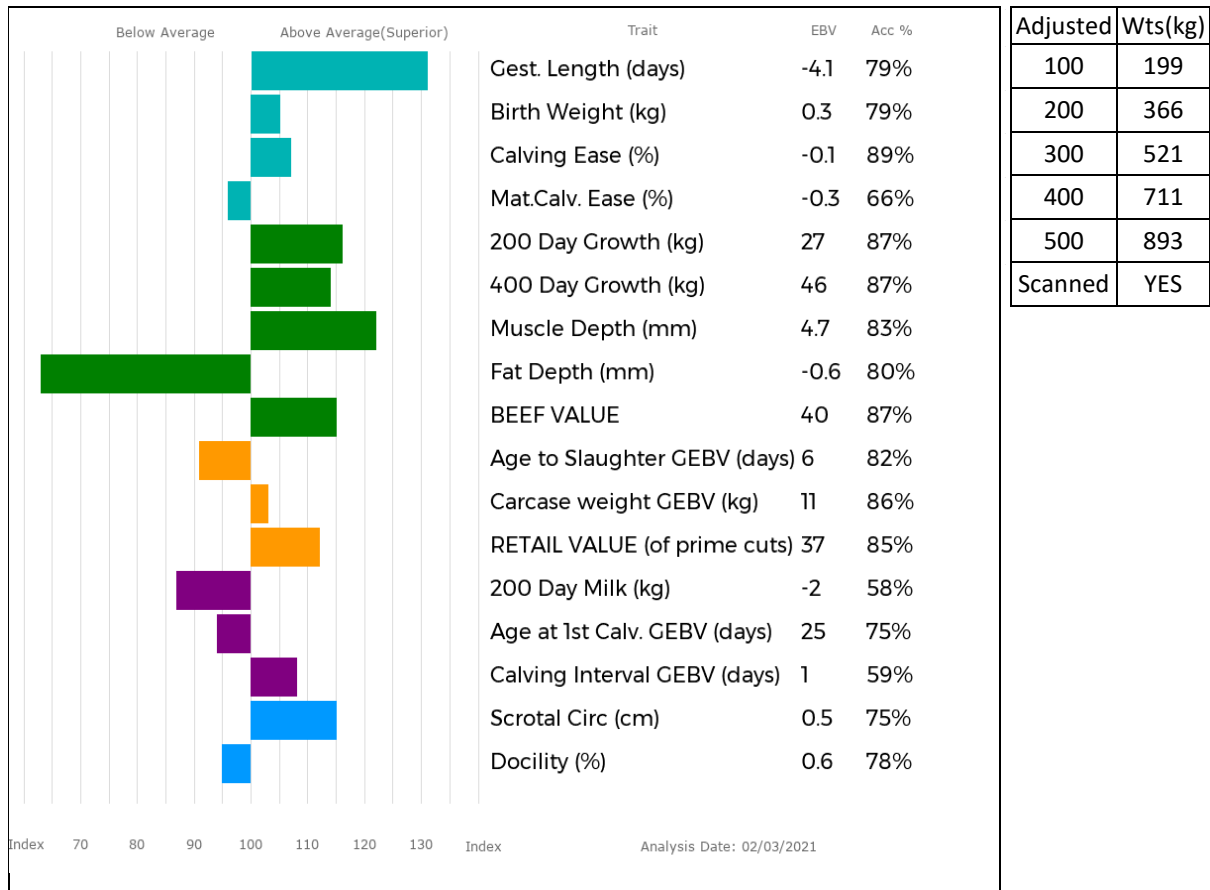 Below Average Above Average(Superior) Trait EBV Acc %
Gest. Length (days) -4.1 79%
Birth Weight (kg) 0.3 79%
Calving Ease (%) -0.1 89%
Mat.Calv. Ease (%) -0.3 66%
200 Day Growth (kg) 27 87%
400 Day Growth (kg) 46 87%
Muscle Depth (mm) 4.7 83%
Fat Depth (mm) -0.6 80%
BEEF VALUE 40 87%
Age to Slaughter GEBV (days) 6 82%
Carcase weight GEBV (kg) 11 86%
RETAIL VALUE (of prime cuts) 37 85%
200 Day Milk (kg) -2 58%
Age at 1st Calv. GEBV (days) 25 75%
Calving Interval GEBV (days) 1 59%
Scrotal Circ (cm) 0.5 75%
Docility (%) 0.6 78%
Index 70 80 90 100 110 120 130 Index Analysis Date: 02/03/2021
Adjusted Wts(kg)
100 199
200 366
300 521
400 711
500 893
Scanned YES